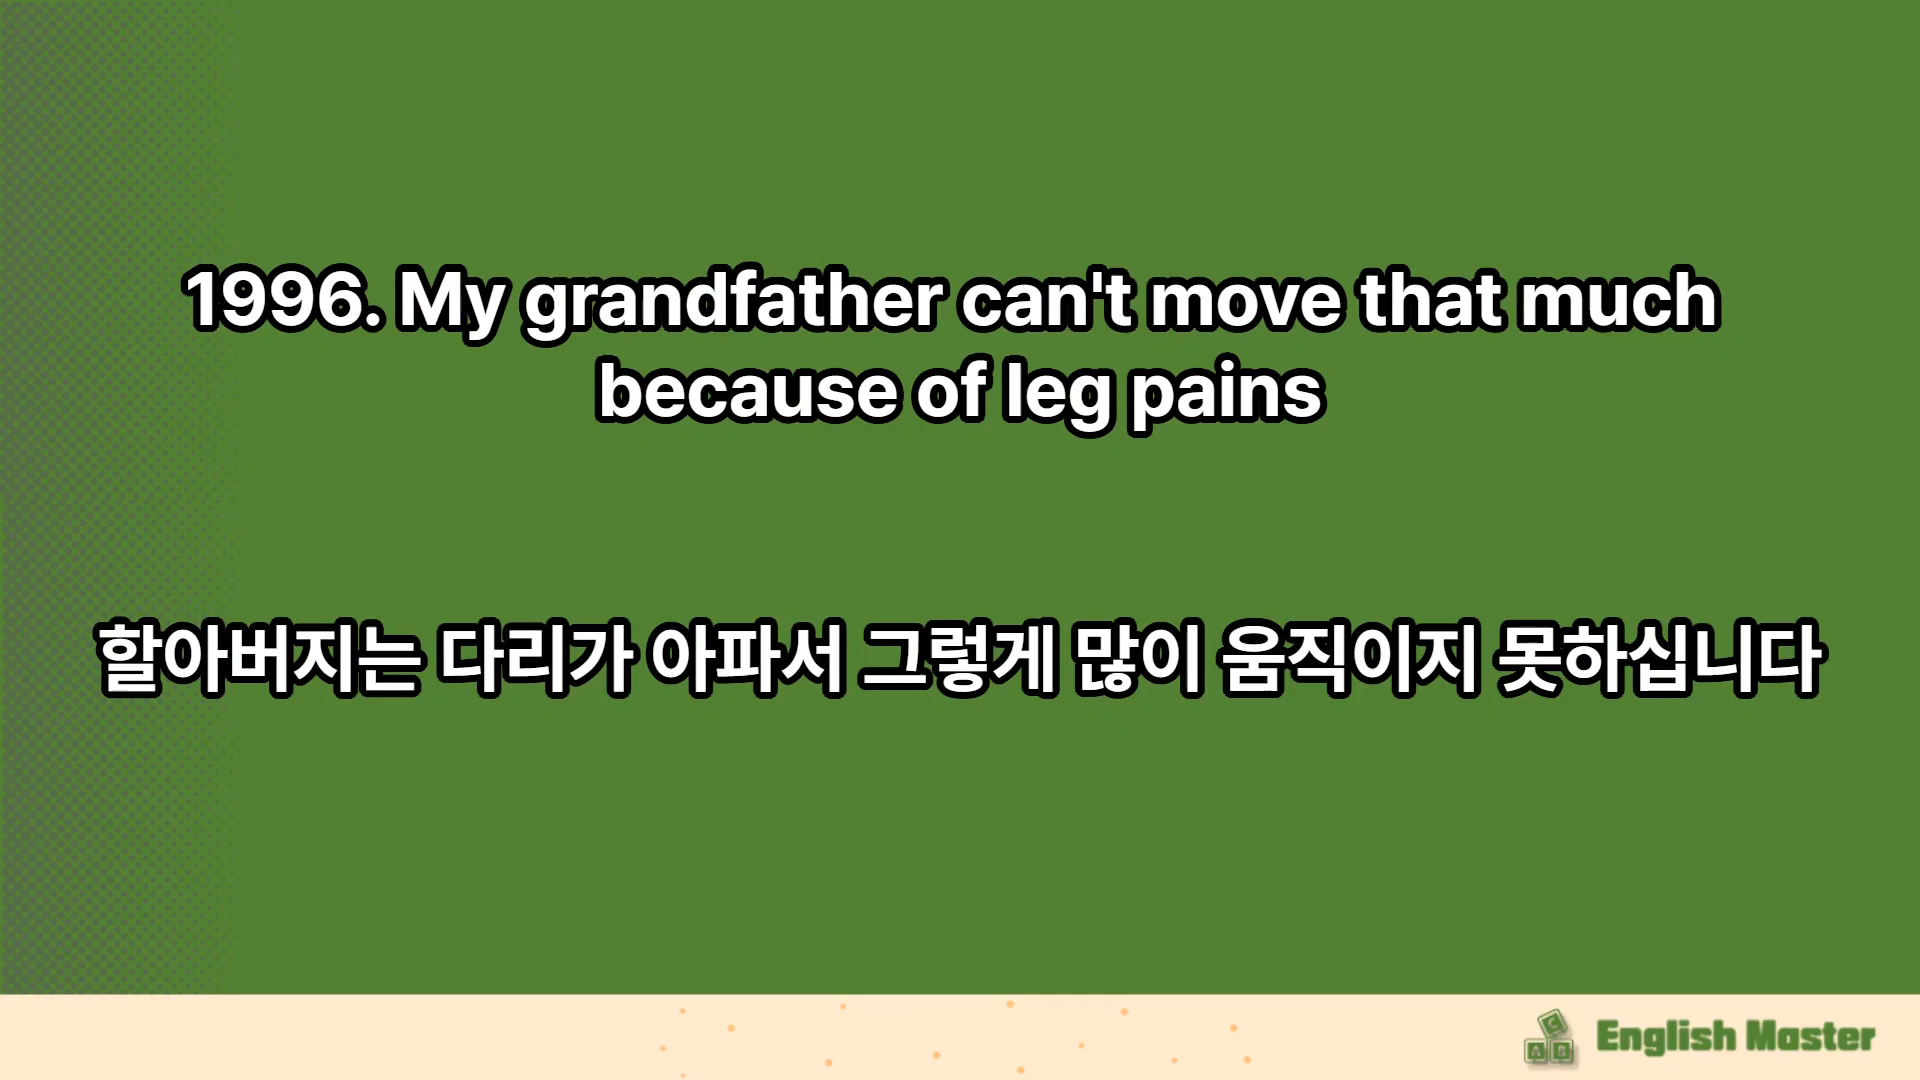 1996. My grandfather can't move that much
because of leg pains
할아버지는 다리가 아파서 그렇게 많이 움직이지 못하십니다
C
A B
English Master